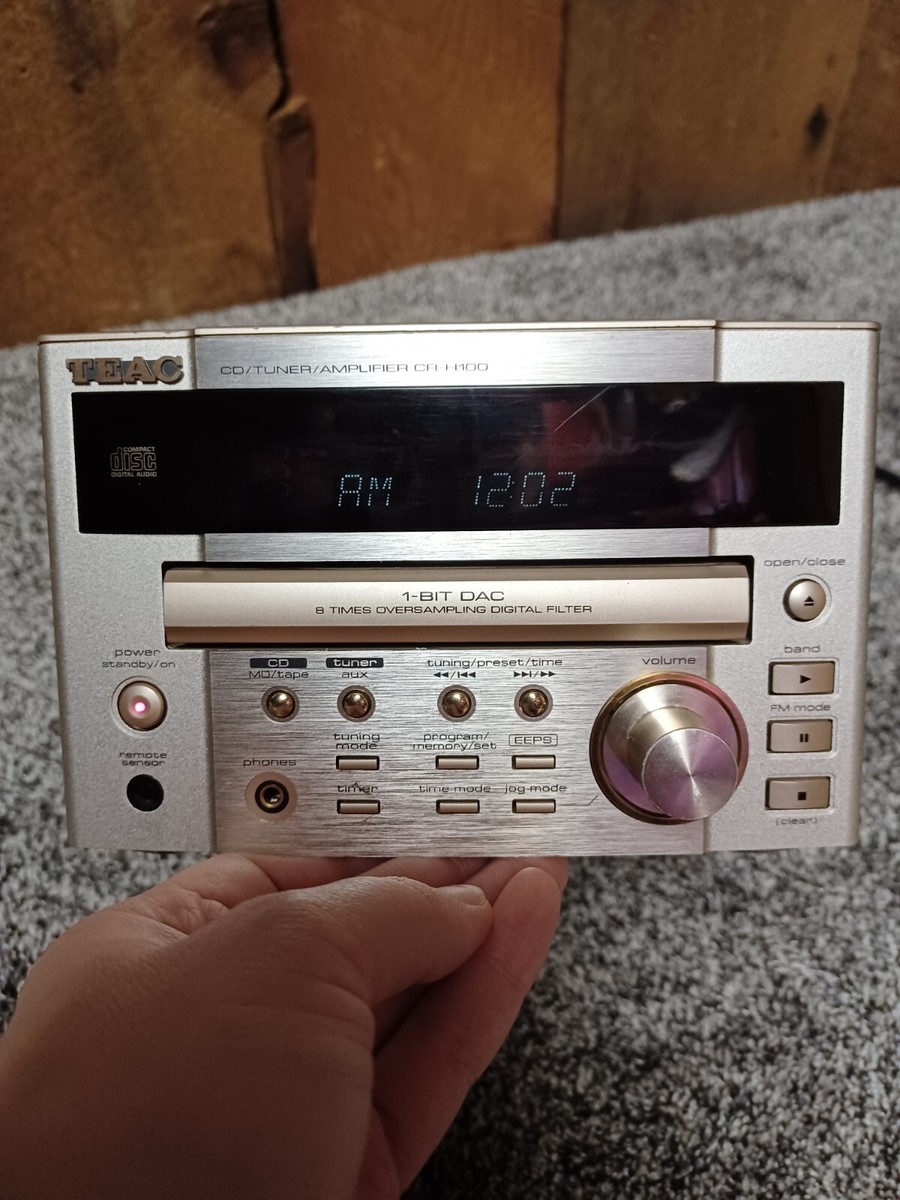 TEAC
CD/TUNER/AMPLIFIER CR-H100
COMPACT
disc
DIGITAL AUDIO
AM 12:02
open/close
1-BIT DAC
8 TIMES OVERSAMPLING DIGITAL FILTER
power
standby/on
CD
MD/tape
tuner
aux
tuning/preset/time
volume
band
FM mode
remote
sensor
phones
tuning
mode
program/
memory/set
EEPS
timer
time mode
jog mode
(clear)